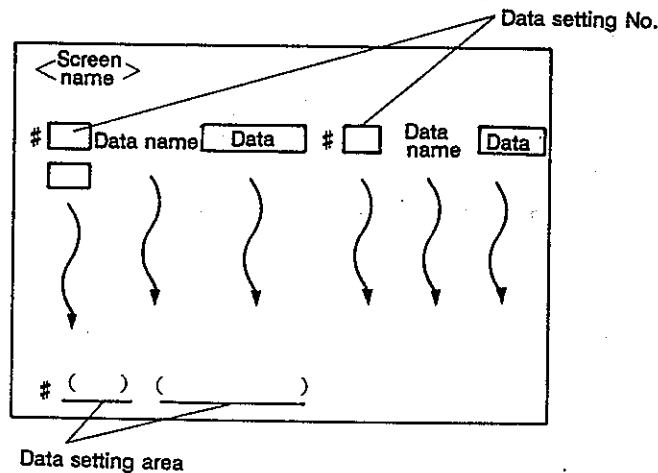 Data setting No.
<Screen
name>
# Data name Data # Data
name Data
# ( ) ( )
Data setting area